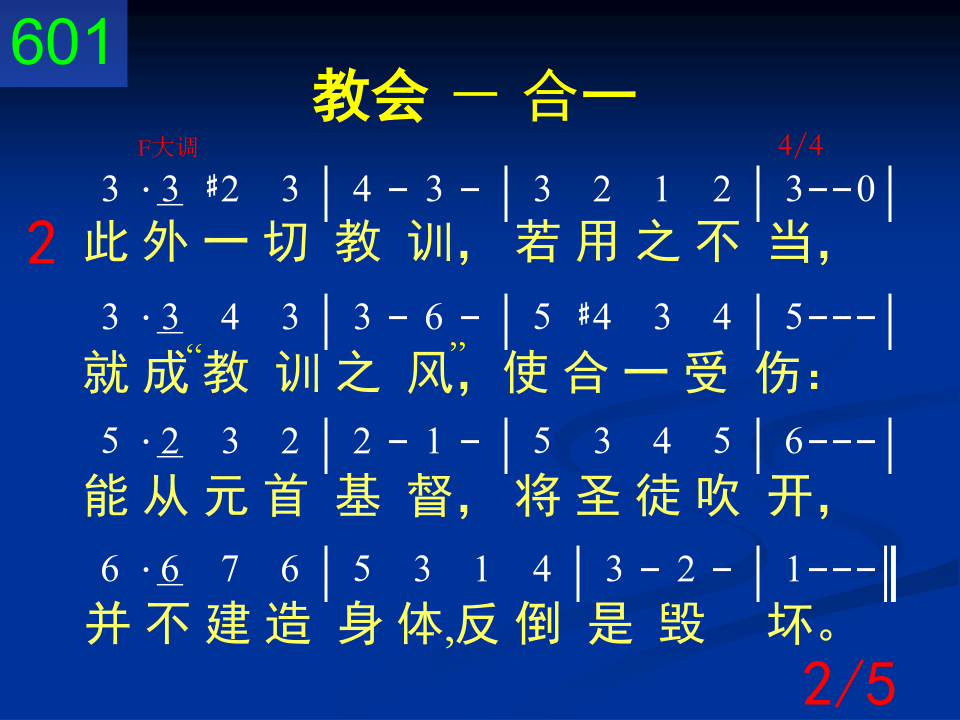 601
教会 － 合一
F大调 4/4
3 · 3 #2 3 | 4 - 3 - | 3 2 1 2 | 3 - - 0 |
2 此外一切教训，若用之不当，
3 · 3 4 3 | 3 - 6 - | 5 #4 3 4 | 5 - - - |
就成“教训之风”，使合一受伤：
5 · 2 3 2 | 2 - 1 - | 5 3 4 5 | 6 - - - |
能从元首基督，将圣徒吹开，
6 · 6 7 6 | 5 3 1 4 | 3 - 2 - | 1 - - - ‖
并不建造身体,反倒是毁坏。
2/5